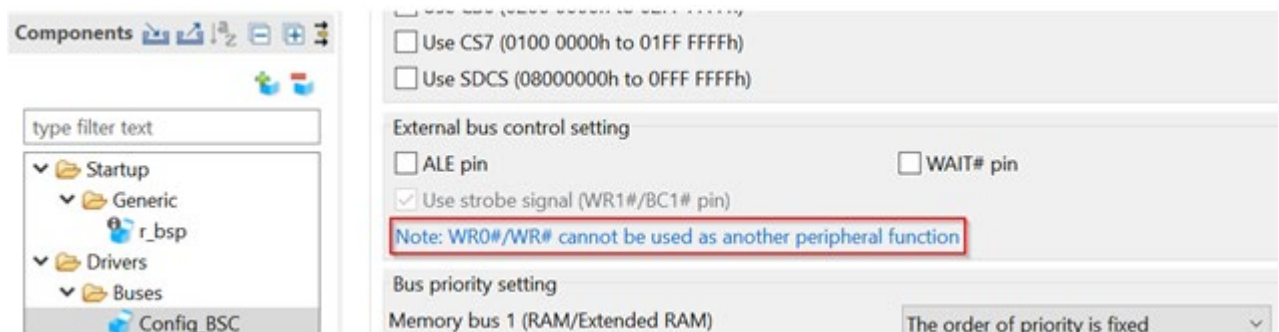 Components
Use CS7 (0100 0000h to 01FF FFFFh)
Use SDCS (08000000h to 0FFF FFFFh)
type filter text
External bus control setting
Startup
ALE pin
WAIT# pin
Generic
Use strobe signal (WR1#/BC1# pin)
r_bsp
Note: WR0#/WR# cannot be used as another peripheral function
Drivers
Buses
Bus priority setting
Config_BSC
Memory bus 1 (RAM/Extended RAM)
The order of priority is fixed